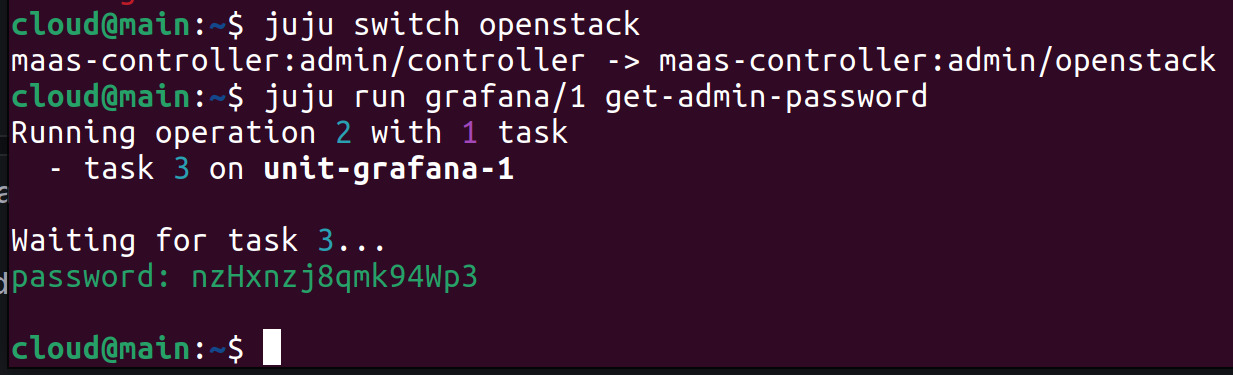 cloud@main:~$ juju switch openstack
maas-controller:admin/controller -> maas-controller:admin/openstack
cloud@main:~$ juju run grafana/1 get-admin-password
Running operation 2 with 1 task
  - task 3 on unit-grafana-1

Waiting for task 3...
password: nzHxnzj8qmk94Wp3

cloud@main:~$